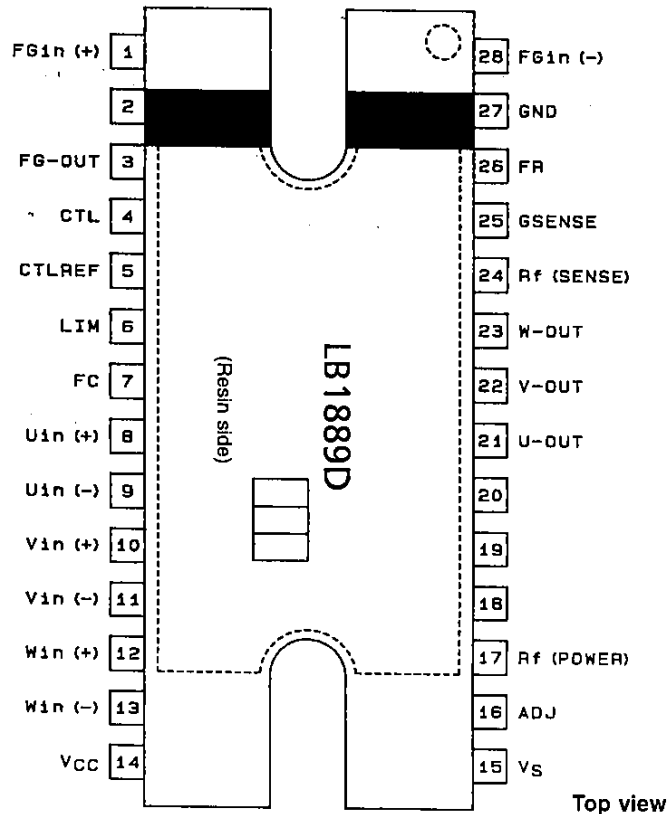 FGin (+) 1
2
FG-OUT 3
CTL 4
CTLREF 5
LIM 6
FC 7
Uin (+) 8
Uin (-) 9
Vin (+) 10
Vin (-) 11
Win (+) 12
Win (-) 13
VCC 14
LB1889D
(Resin side)
28 FGin (-)
27 GND
26 FR
25 GSENSE
24 Rf (SENSE)
23 W-OUT
22 V-OUT
21 U-OUT
20
19
18
17 Rf (POWER)
16 ADJ
15 VS
Top view